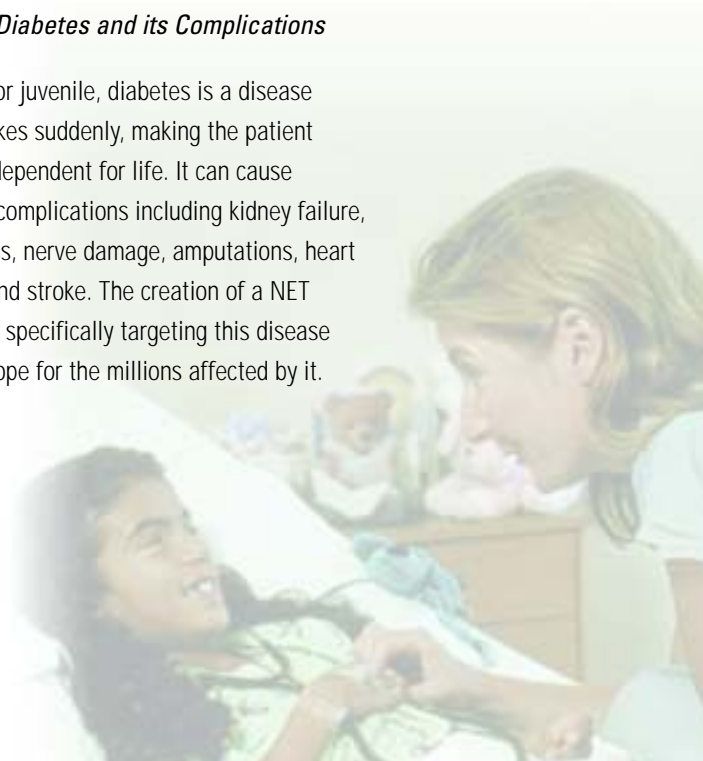 Diabetes and its Complications
or juvenile, diabetes is a disease
kes suddenly, making the patient
dependent for life. It can cause
complications including kidney failure,
s, nerve damage, amputations, heart
nd stroke. The creation of a NET
specifically targeting this disease
ope for the millions affected by it.